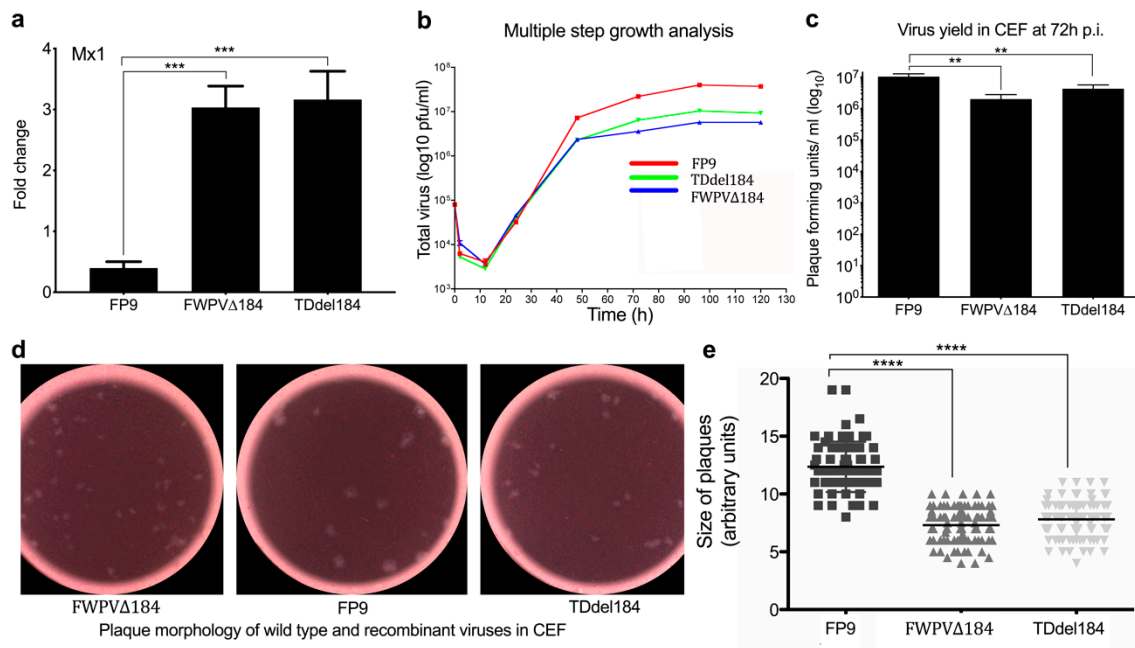 a
Mx1
***
***
4
3
2
1
0
Fold change
FP9
FWPVΔ184
TDdel184
b
Multiple step growth analysis
10⁸
10⁷
10⁶
10⁵
10⁴
10³
Total virus (log10 pfu/ml)
FP9
TDdel184
FWPVΔ184
0 10 20 30 40 50 60 70 80 90 100 110 120 130
Time (h)
c
Virus yield in CEF at 72h p.i.
**
**
10⁷
10⁶
10⁵
10⁴
10³
10²
10¹
10⁰
Plaque forming units/ ml (log₁₀)
FP9
FWPVΔ184
TDdel184
d
FWPVΔ184
FP9
TDdel184
Plaque morphology of wild type and recombinant viruses in CEF
e
****
****
20
15
10
5
0
Size of plaques
(arbitrary units)
FP9
FWPVΔ184
TDdel184